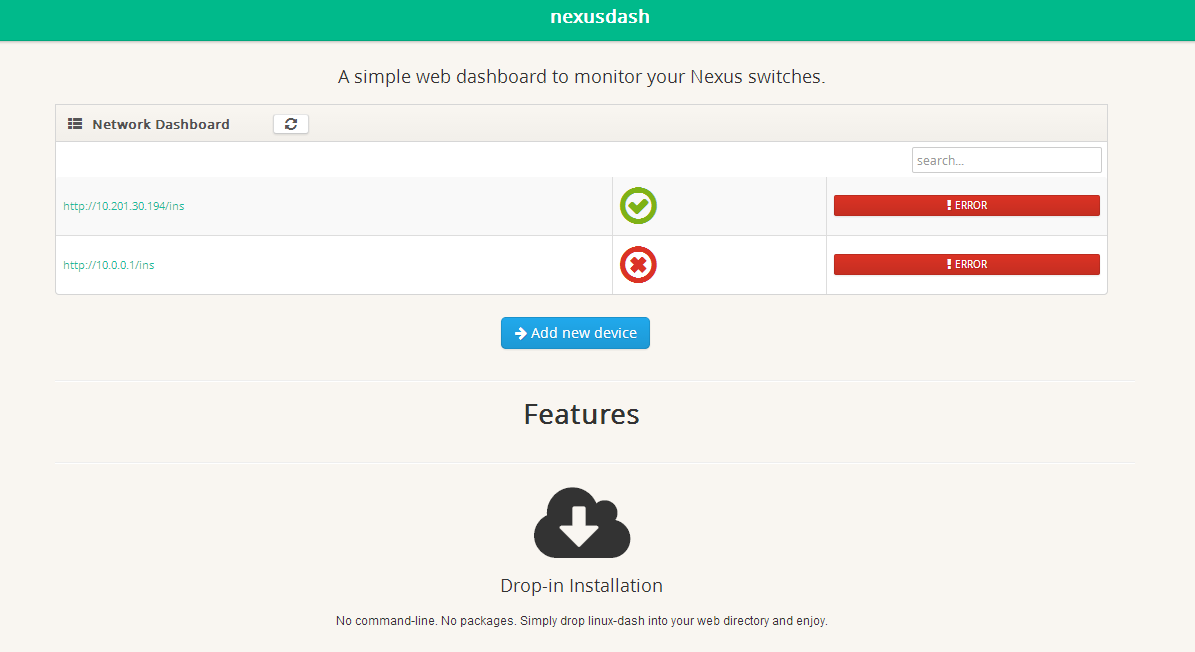 nexusdash
A simple web dashboard to monitor your Nexus switches.
Network Dashboard
search...
http://10.201.30.194/ins
ERROR
http://10.0.0.1/ins
ERROR
Add new device
Features
Drop-in Installation
No command-line. No packages. Simply drop linux-dash into your web directory and enjoy.